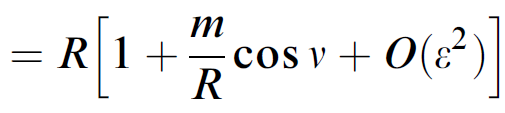 = R[1 + m/R cos v + O(ε²)]